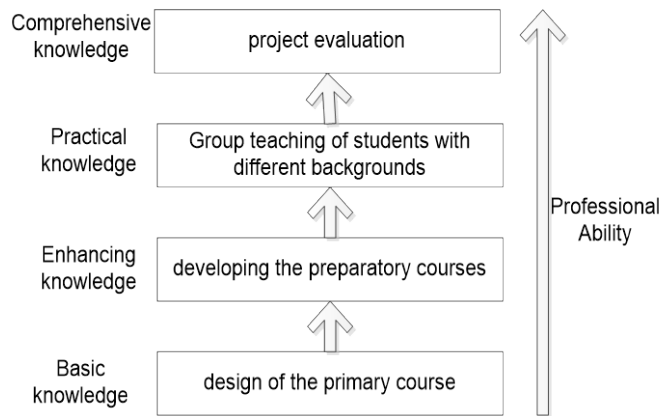 Comprehensive
knowledge
project evaluation
Practical
knowledge
Group teaching of students with
different backgrounds
Professional
Ability
Enhancing
knowledge
developing the preparatory courses
Basic
knowledge
design of the primary course